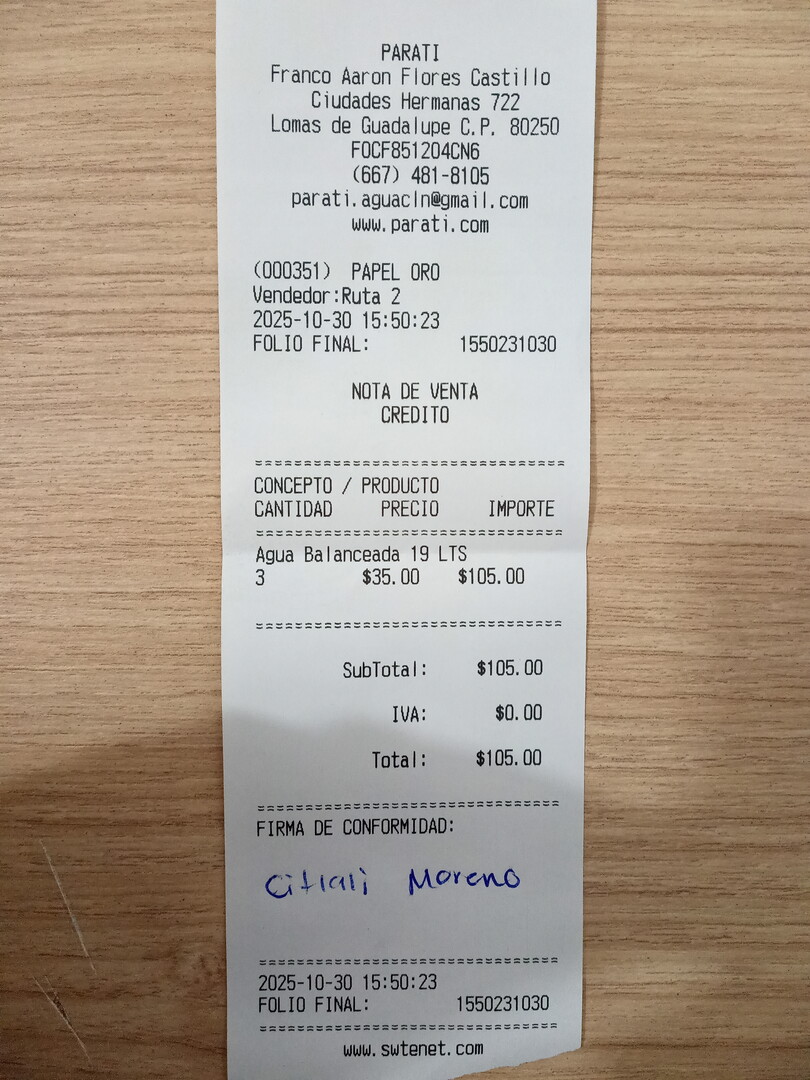 PARATI
Franco Aaron Flores Castillo
Ciudades Hermanas 722
Lomas de Guadalupe C.P. 80250
FOCF851204CN6
(667) 481-8105
parati.aguacln@gmail.com
www.parati.com
(000351) PAPEL ORO
Vendedor:Ruta 2
2025-10-30 15:50:23
FOLIO FINAL: 1550231030
NOTA DE VENTA
CREDITO
CONCEPTO / PRODUCTO
CANTIDAD PRECIO IMPORTE
Agua Balanceada 19 LTS
3 $35.00 $105.00
SubTotal: $105.00
IVA: $0.00
Total: $105.00
FIRMA DE CONFORMIDAD:
Citlali Moreno
2025-10-30 15:50:23
FOLIO FINAL: 1550231030
www.swtenet.com